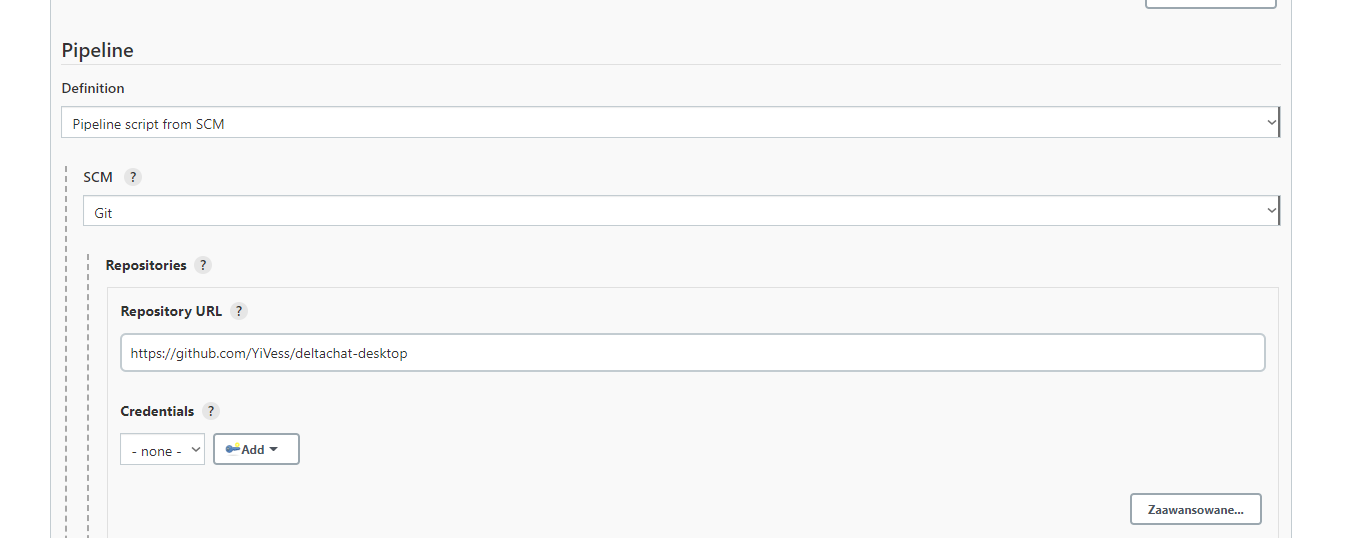 Pipeline
Definition
Pipeline script from SCM
SCM ?
Git
Repositories ?
Repository URL ?
https://github.com/YiVess/deltachat-desktop
Credentials ?
- none - Add
Zaawansowane...